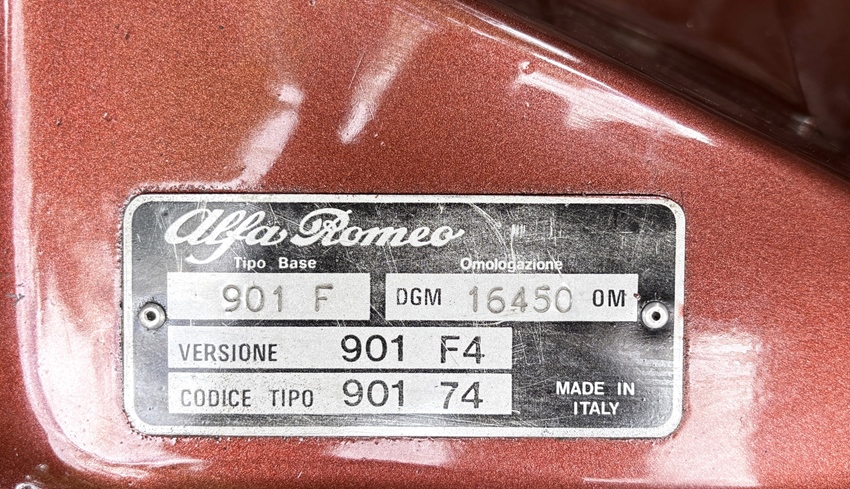 Alfa Romeo
Tipo Base Omologazione
901 F DGM 16450 OM
VERSIONE 901 F4
CODICE TIPO 901 74
MADE IN
ITALY